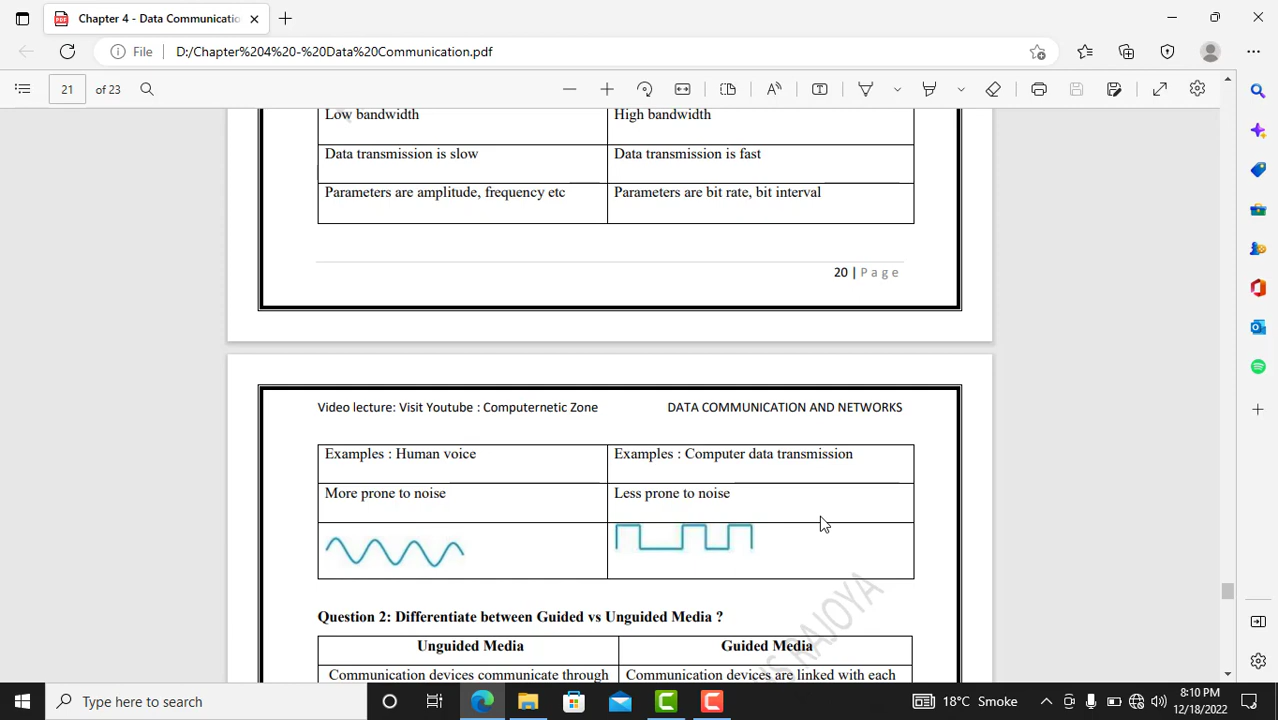 Chapter 4 - Data Communicatio
File D:/Chapter%204%20-%20Data%20Communication.pdf
21 of 23
Low bandwidth High bandwidth
Data transmission is slow Data transmission is fast
Parameters are amplitude, frequency etc Parameters are bit rate, bit interval
20 | Page
Video lecture: Visit Youtube : Computernetic Zone DATA COMMUNICATION AND NETWORKS
Examples : Human voice Examples : Computer data transmission
More prone to noise Less prone to noise
Question 2: Differentiate between Guided vs Unguided Media ?
Unguided Media Guided Media
Communication devices communicate through Communication devices are linked with each
RAJOYA
Type here to search
18°C Smoke
8:10 PM
12/18/2022